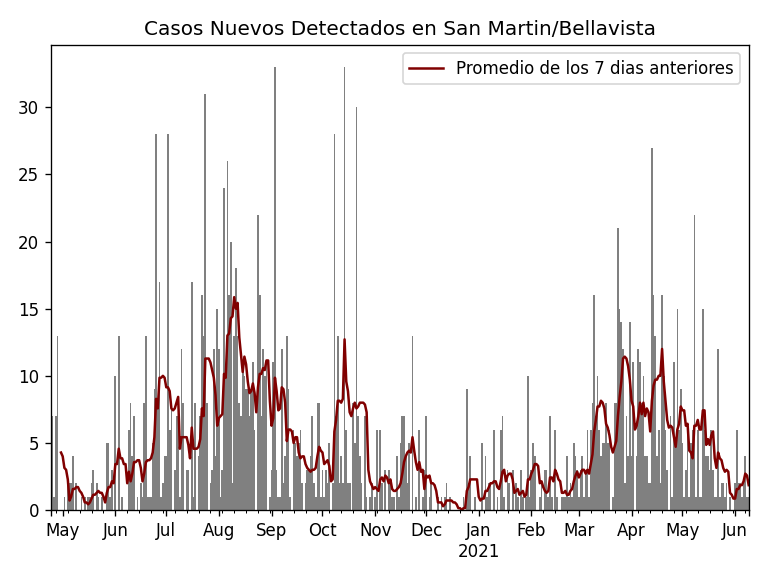 Casos Nuevos Detectados en San Martin/Bellavista
Promedio de los 7 dias anteriores
30
25
20
15
10
5
0
May Jun Jul Aug Sep Oct Nov Dec Jan Feb Mar Apr May Jun
2021